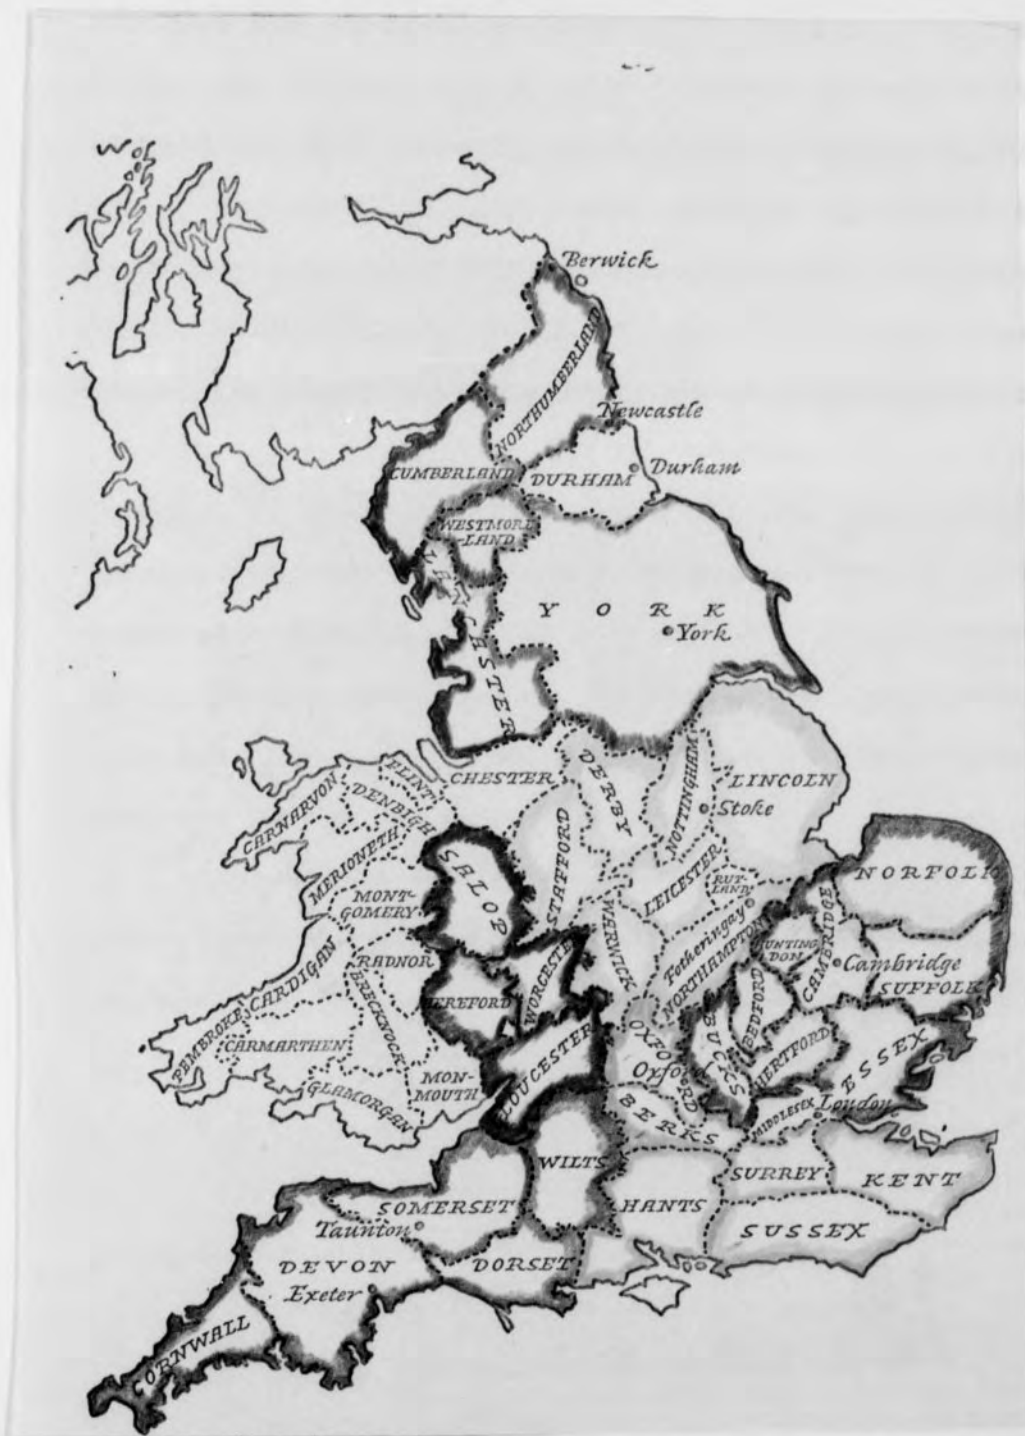 Berwick
NORTHUMBERLAND
Newcastle
CUMBERLAND
DURHAM
Durham
WESTMOR
-LAND
LANCHESTER
YORK
York
FLINT
CHESTER
DERBY
NOTTINGHAM
LINCOLN
Stoke
CARNARVON
DENBIGH
MERIONETH
SALOP
STAFFORD
LEICESTER
RUT-
LAND
NORFOLK
MONT-
GOMERY
WARWICK
Fotheringay
NORTHAMPTON
HUNTING
DON
CAMBRIDGE
Cambridge
SUFFOLK
CARDIGAN
RADNOR
HEREFORD
WORCESTER
BEDFORD
PEMBROKE
BRECKNOCK
CARMARTHEN
GLAMORGAN
MON-
MOUTH
GLOUCESTER
OXFORD
Oxford
BUCKS
HERTFORD
ESSEX
BERKS
MIDDLESEX
London
WILTS
SURREY
KENT
SOMERSET
HANTS
Taunton
SUSSEX
DEVON
DORSET
Exeter
CORNWALL